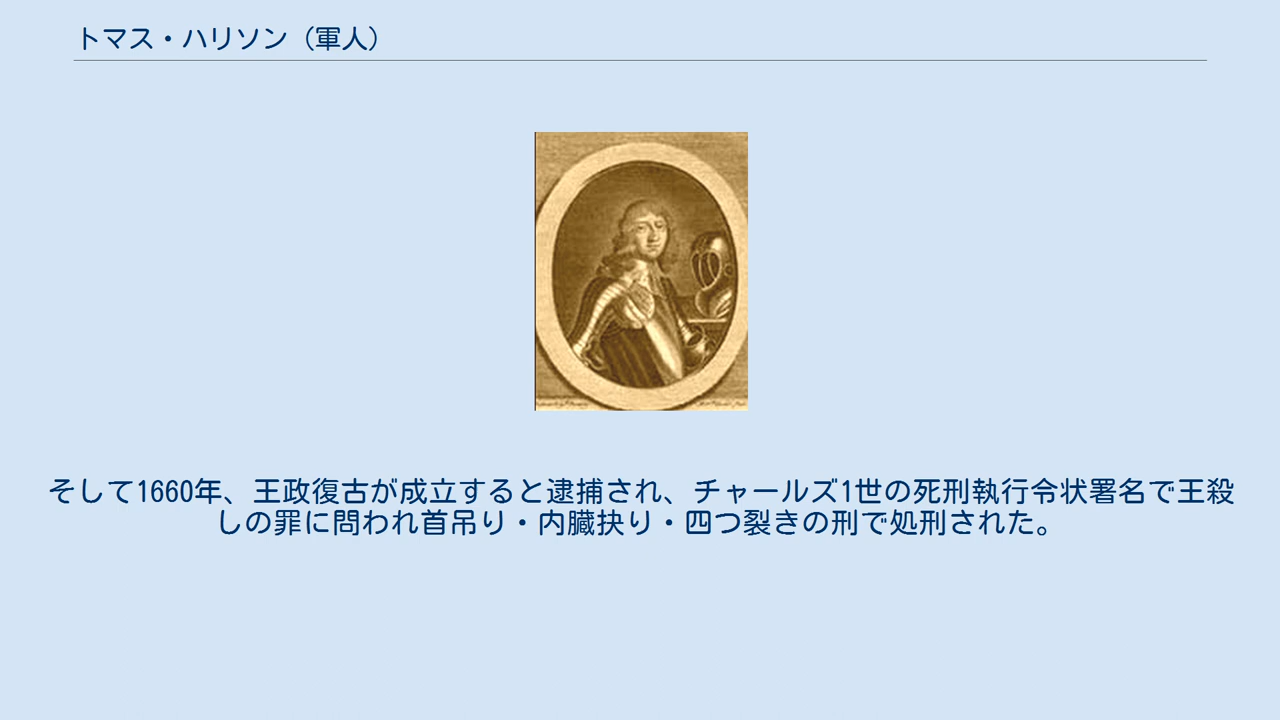 トマス・ハリソン（軍人）
そして1660年、王政復古が成立すると逮捕され、チャールズ1世の死刑執行令状署名で王殺
しの罪に問われ首吊り・内臓抉り・四つ裂きの刑で処刑された。